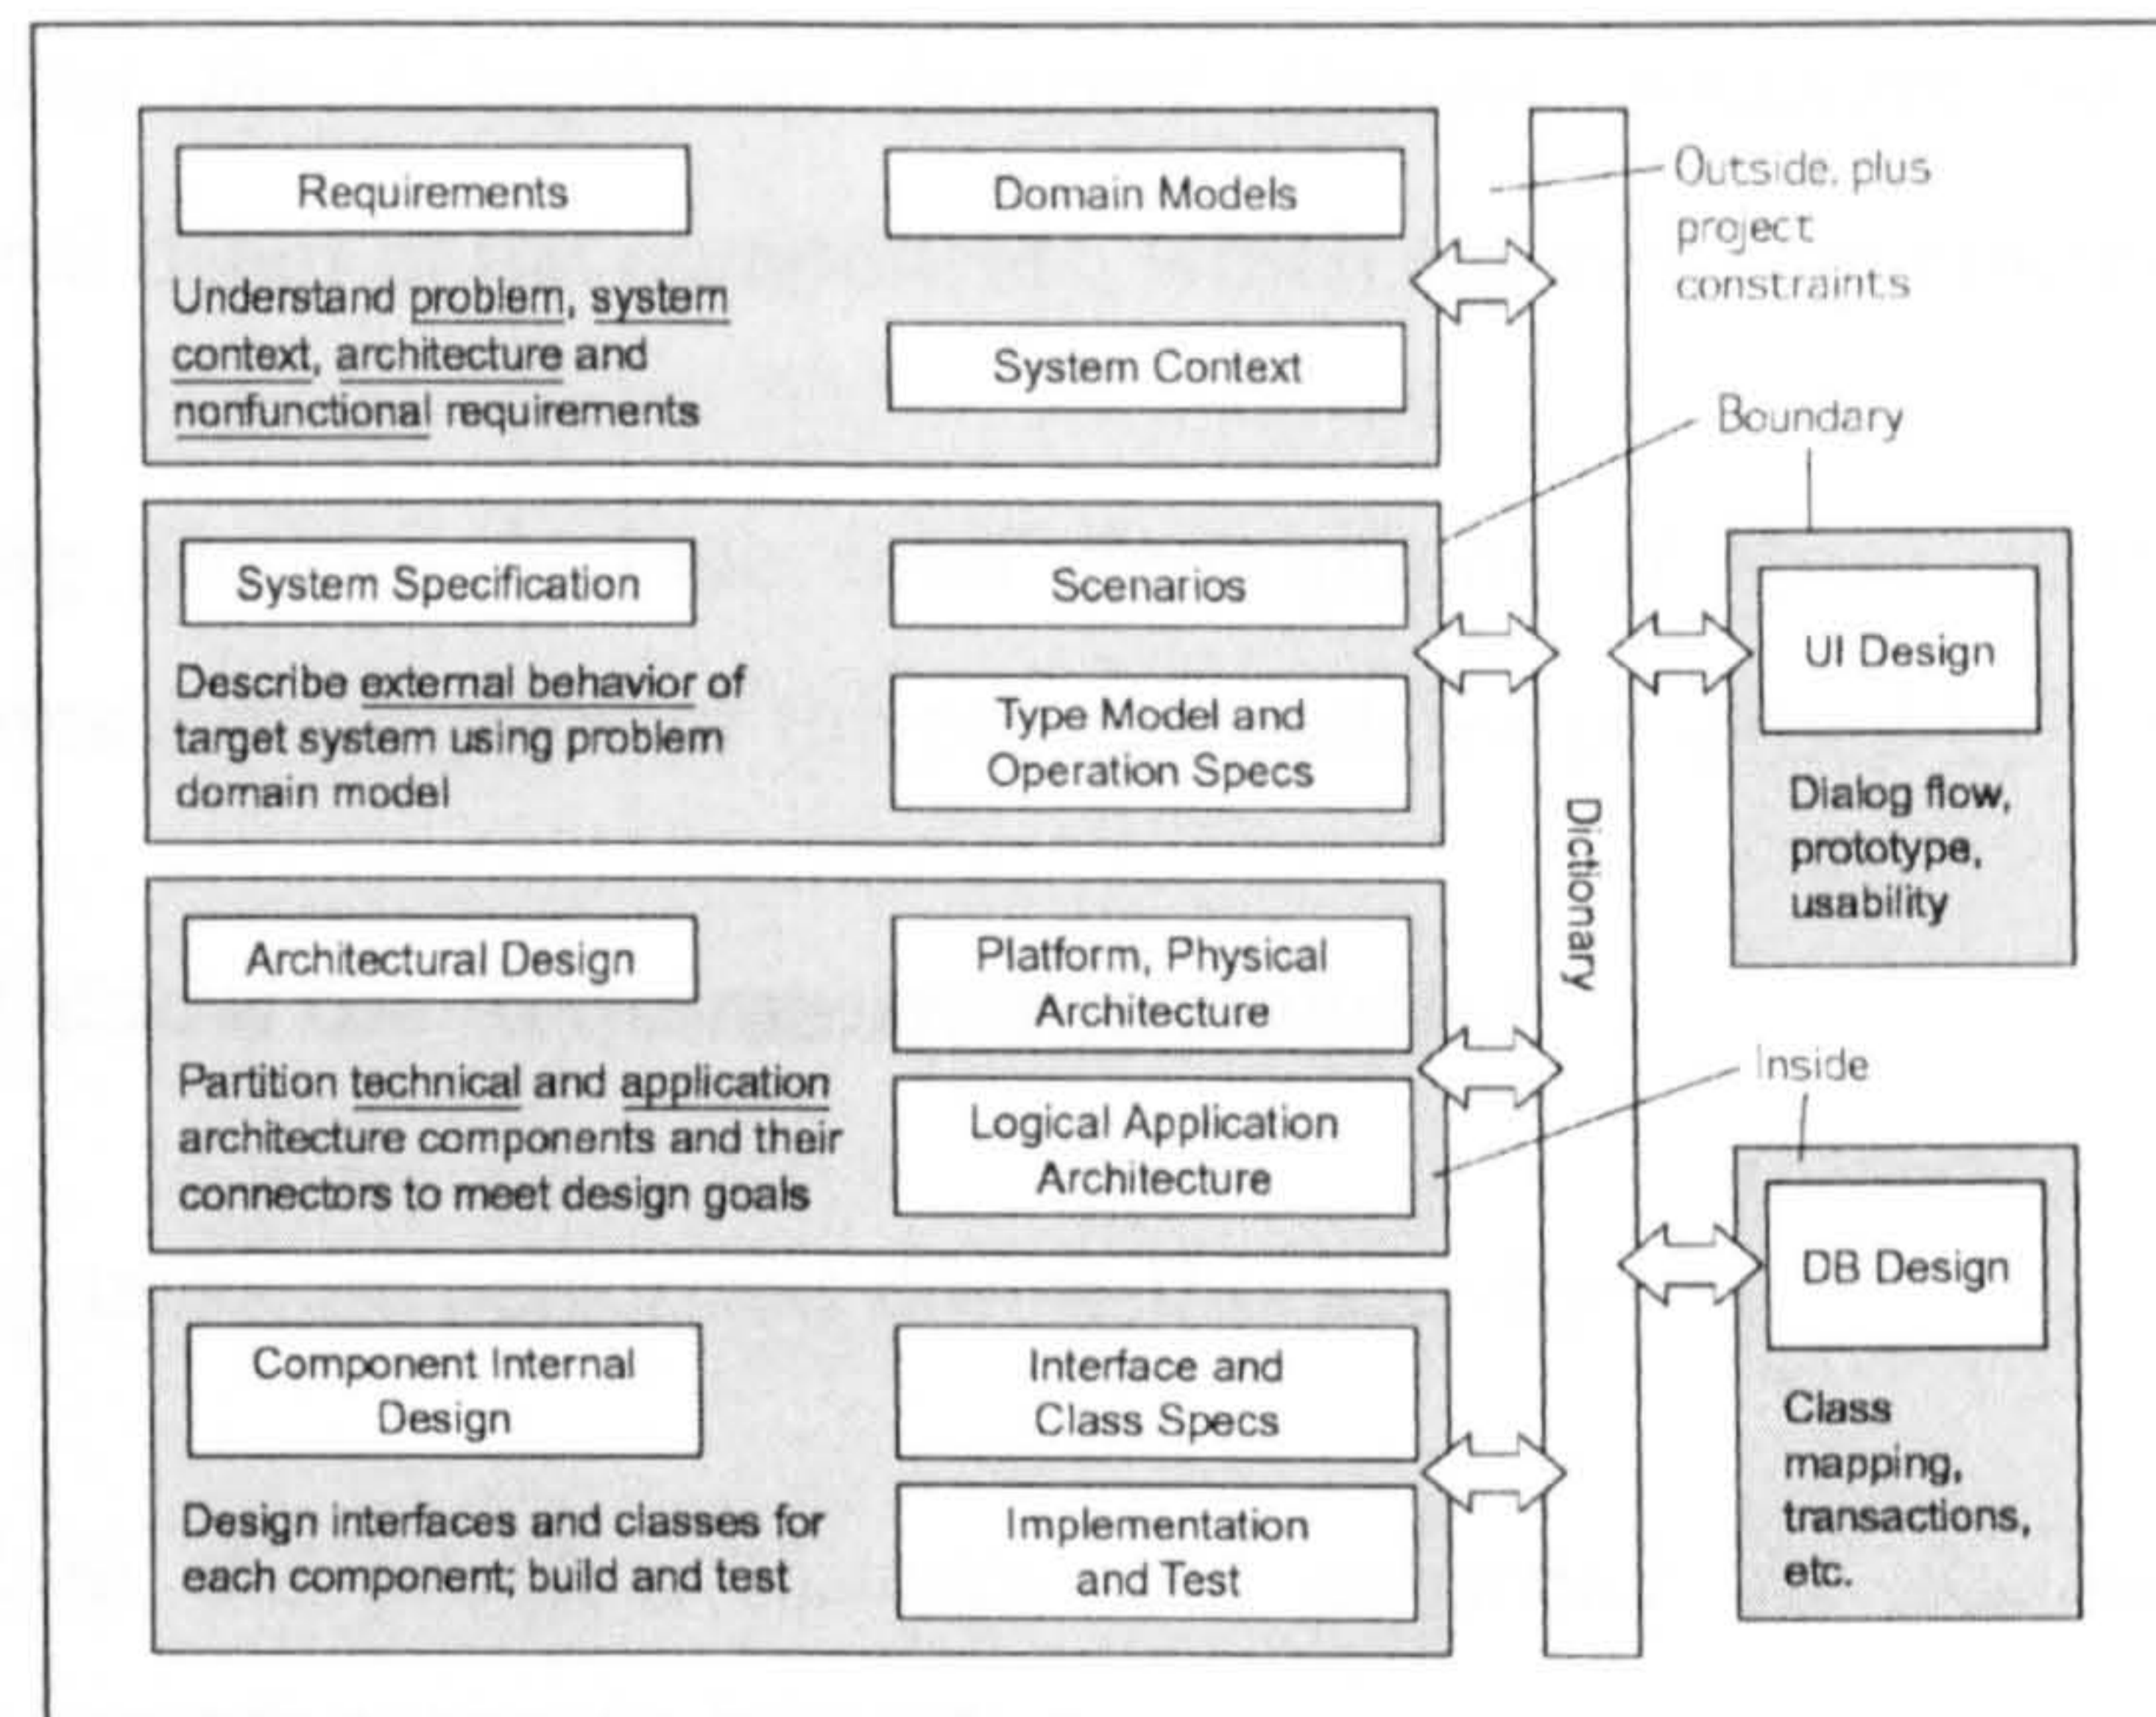 Requirements
Understand problem, system
context, architecture and
nonfunctional requirements
Domain Models
System Context
Outside, plus
project
constraints
Boundary
System Specification
Describe external behavior of
target system using problem
domain model
Scenarios
Type Model and
Operation Specs
Dictionary
UI Design
Dialog flow,
prototype,
usability
Architectural Design
Partition technical and application
architecture components and their
connectors to meet design goals
Platform, Physical
Architecture
Logical Application
Architecture
Inside
DB Design
Class
mapping,
transactions,
etc.
Component Internal
Design
Design interfaces and classes for
each component; build and test
Interface and
Class Specs
Implementation
and Test